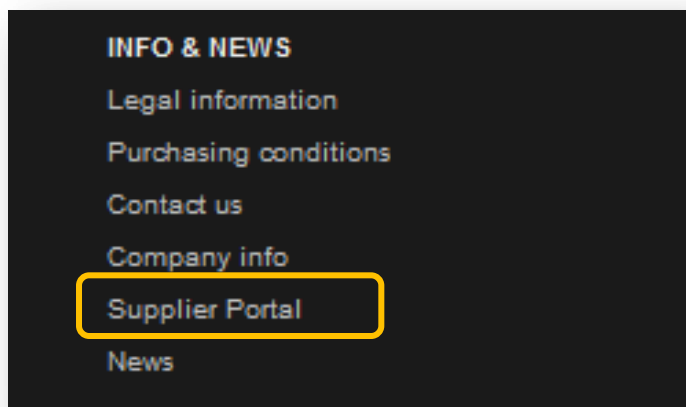 INFO & NEWS
Legal information
Purchasing conditions
Contact us
Company info
Supplier Portal
News